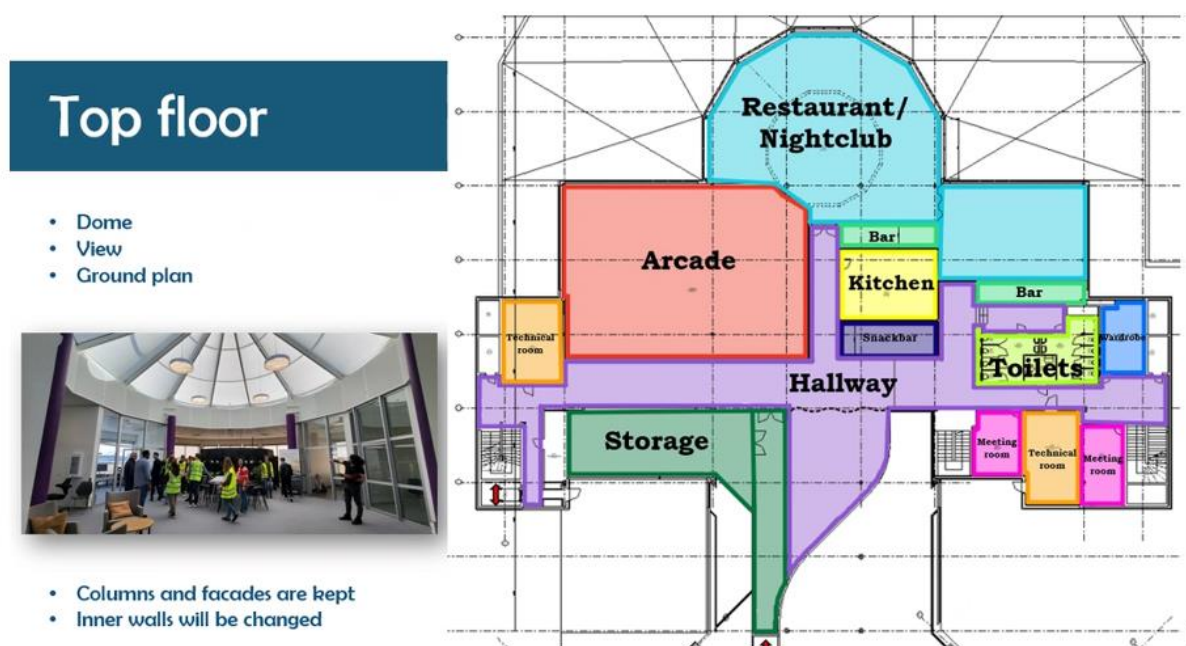 Top floor
• Dome
• View
• Ground plan
• Columns and facades are kept
• Inner walls will be changed
Restaurant/
Nightclub
Arcade
Bar
Kitchen
Bar
Snackbar
Technical
room
Wardrobe
Toilets
Hallway
Storage
Meeting
room
Technical
room
Meeting
room